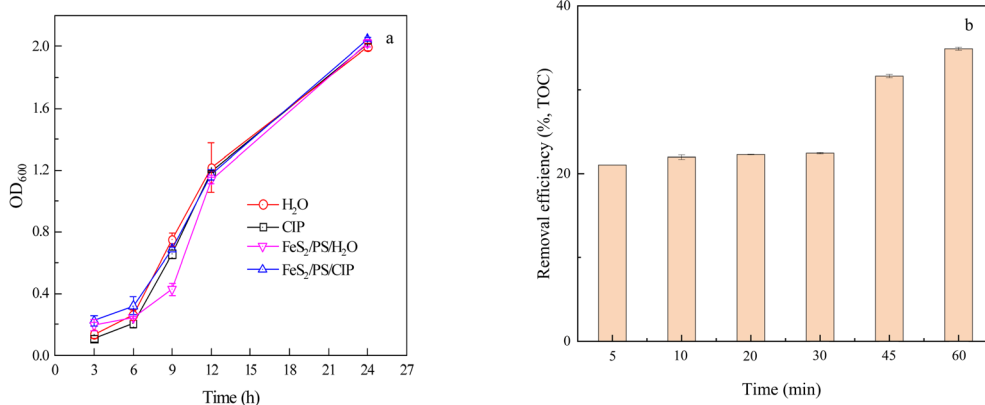 a
2.0
1.6
1.2
0.8
0.4
0.0
OD₆₀₀
H₂O
CIP
FeS₂/PS/H₂O
FeS₂/PS/CIP
0 3 6 9 12 15 18 21 24 27
Time (h)
b
40
20
0
Removal efficiency (%, TOC)
5 10 20 30 45 60
Time (min)